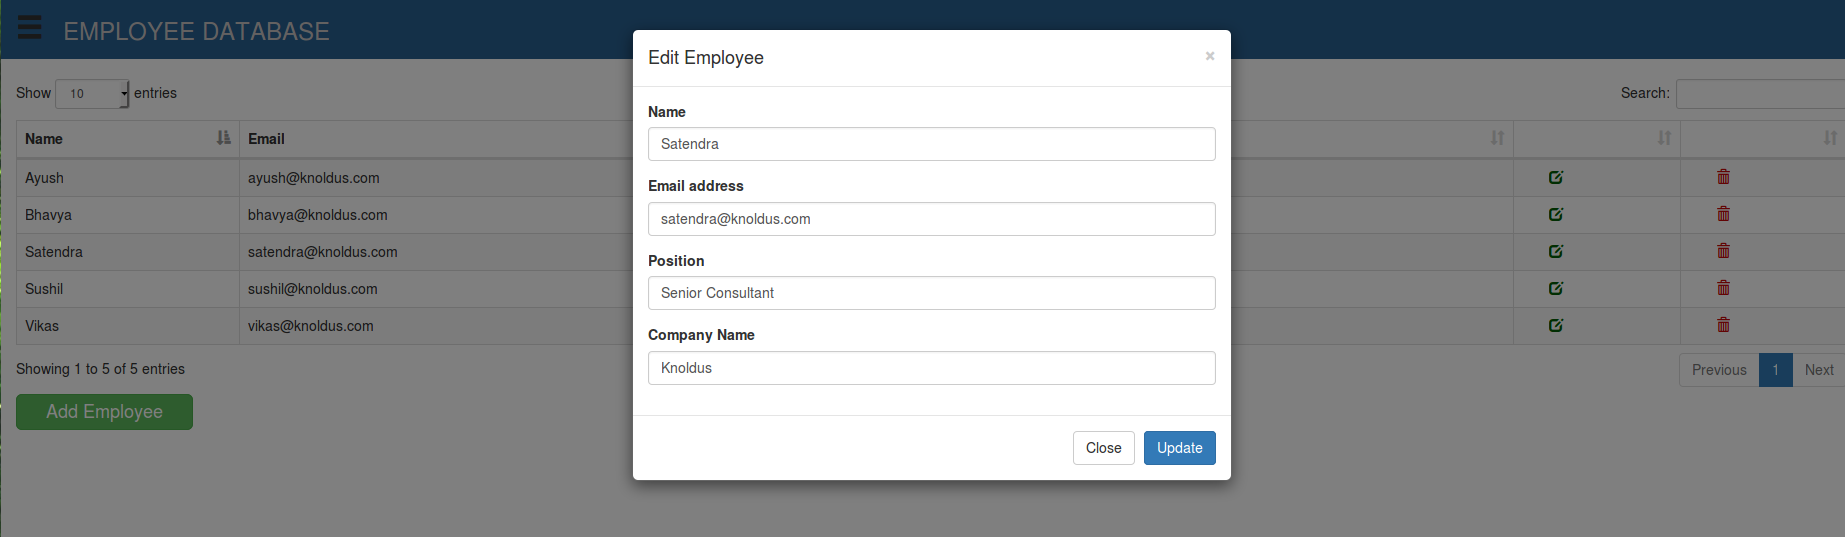 EMPLOYEE DATABASE
Show 10 entries
Search:
Name Email
Ayush ayush@knoldus.com
Bhavya bhavya@knoldus.com
Satendra satendra@knoldus.com
Sushil sushil@knoldus.com
Vikas vikas@knoldus.com
Showing 1 to 5 of 5 entries
Previous 1 Next
Add Employee
Edit Employee ×
Name
Satendra
Email address
satendra@knoldus.com
Position
Senior Consultant
Company Name
Knoldus
Close Update